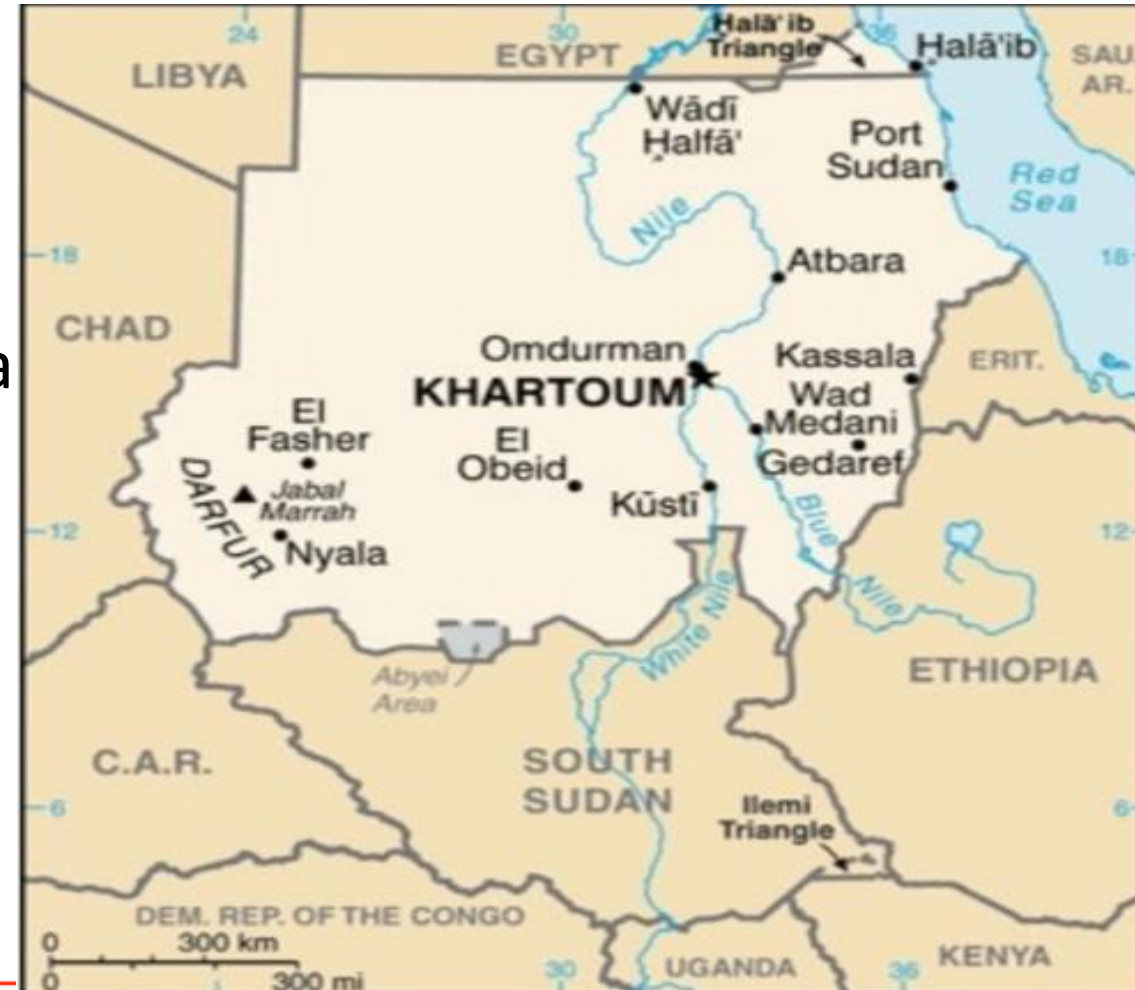 24
30
36
Halā'ib
Triangle
Halā'ib
LIBYA
EGYPT
SAU.
AR.
Wādī
Ḥalfā'
Port
Sudan
Red
Sea
Nile
18
18
Atbara
CHAD
a
Omdurman
KHARTOUM
Kassala
ERIT.
Wad
Medani
Gedaref
El
Fasher
El
Obeid
Kūstī
DARFUR
Jabal
Marrah
Nyala
Blue
Nile
12
12
White Nile
Abyei
Area
ETHIOPIA
C.A.R.
SOUTH
SUDAN
Ilemi
Triangle
6
6
DEM. REP. OF THE CONGO
0
300 km
0
300 mi
30
UGANDA
36
KENYA